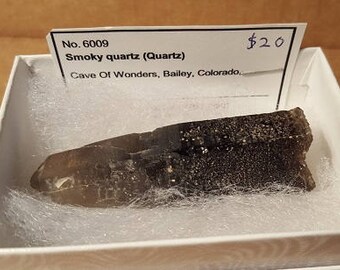 No. 6009 $20
Smoky quartz (Quartz)
Cave Of Wonders, Bailey, Colorado,